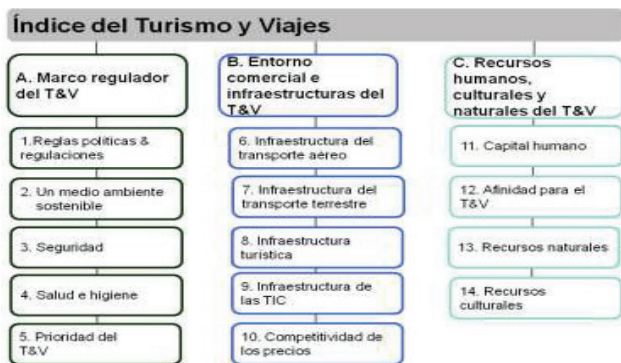 Índice del Turismo y Viajes
A. Marco regulador
del T&V
1.Reglas políticas &
regulaciones
2. Un medio ambiente
sostenible
3. Seguridad
4. Salud e higiene
5. Prioridad del
T&V
B. Entorno
comercial e
infraestructuras del
T&V
6. Infraestructura del
transporte aéreo
7. Infraestructura del
transporte terrestre
8. Infraestructura
turística
9. Infraestructura de
las TIC
10. Competitividad de
los precios
C. Recursos
humanos,
culturales y
naturales del T&V
11. Capital humano
12. Afinidad para el
T&V
13. Recursos naturales
14. Recursos
culturales